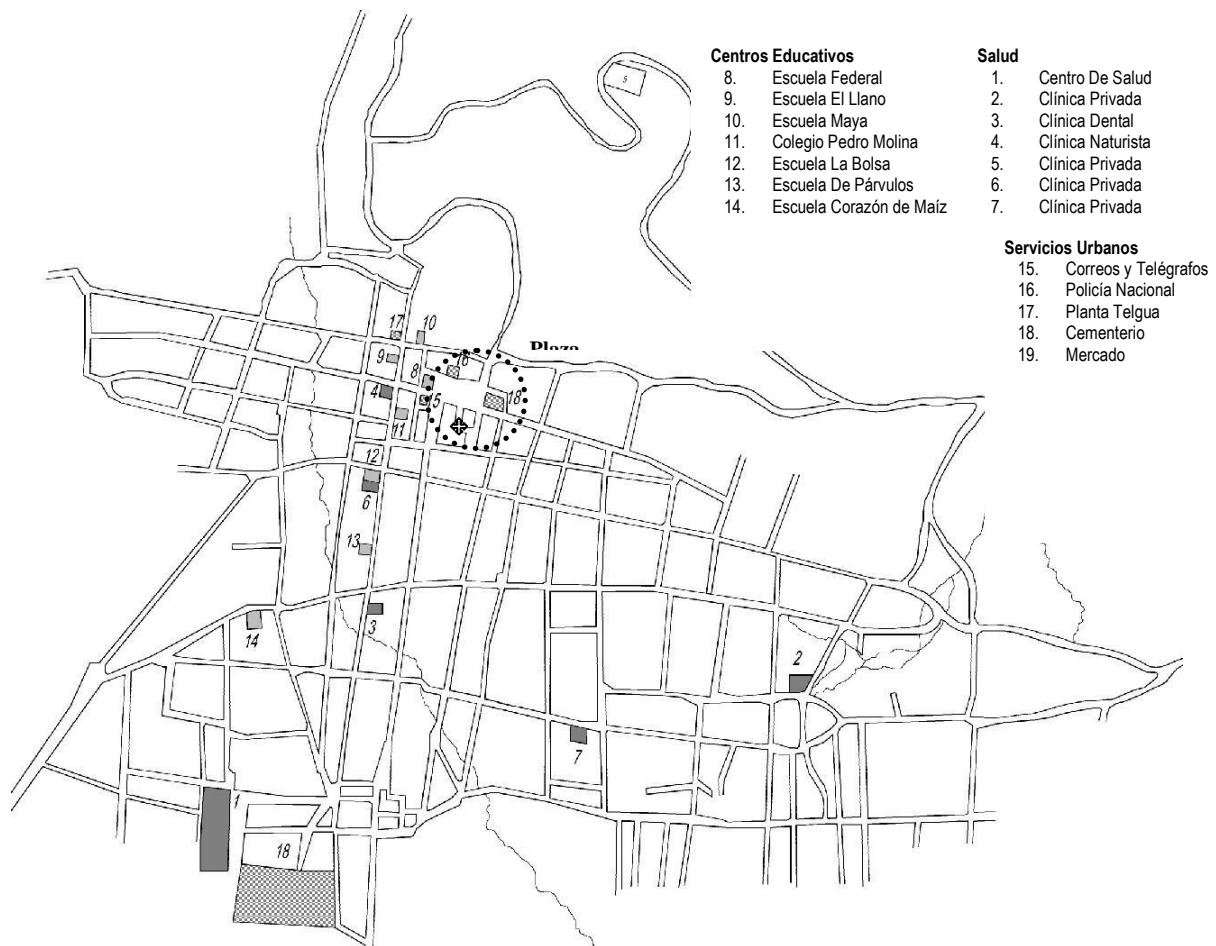 Centros Educativos
8. Escuela Federal
9. Escuela El Llano
10. Escuela Maya
11. Colegio Pedro Molina
12. Escuela La Bolsa
13. Escuela De Párvulos
14. Escuela Corazón de Maíz
Salud
1. Centro De Salud
2. Clínica Privada
3. Clínica Dental
4. Clínica Naturista
5. Clínica Privada
6. Clínica Privada
7. Clínica Privada
Servicios Urbanos
15. Correos y Telégrafos
16. Policía Nacional
17. Planta Telgua
18. Cementerio
19. Mercado
5
17
10
Plaza
9
16
8
4
5
18
11
12
6
13
3
14
2
7
1
18